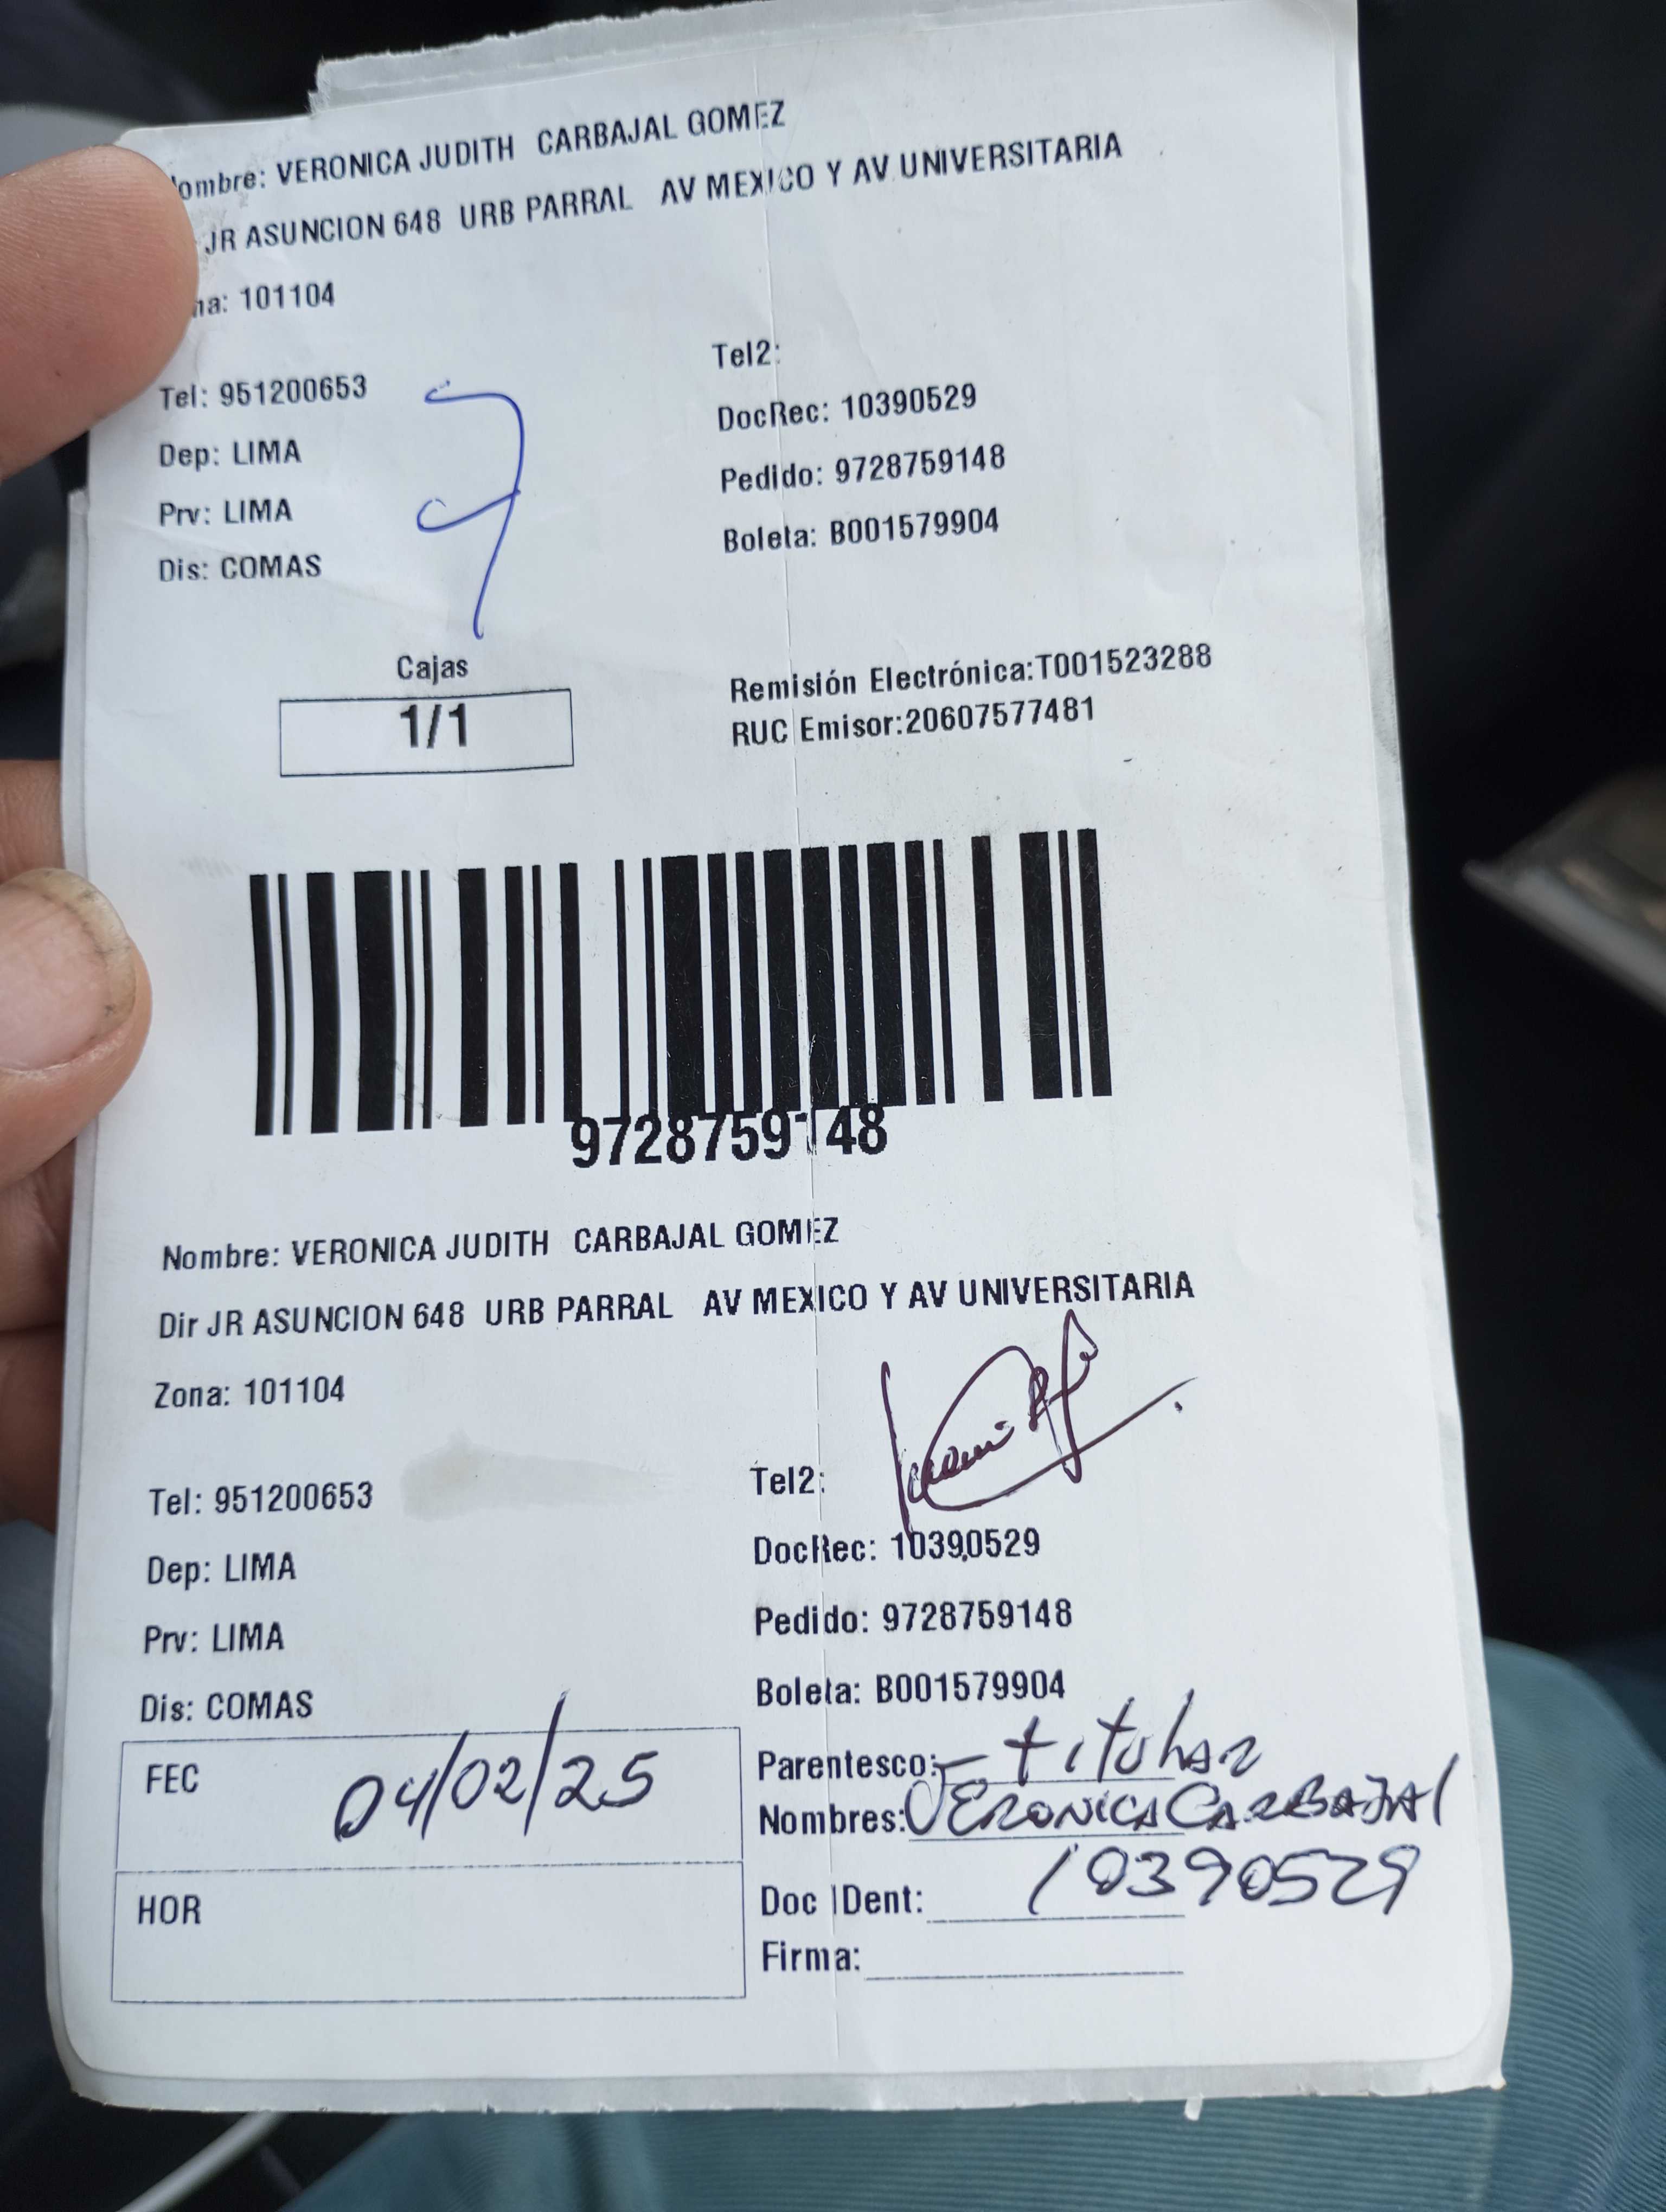 ombre: VERONICA JUDITH CARBAJAL GOMEZ
JR ASUNCION 648 URB PARRAL AV MEXICO Y AV UNIVERSITARIA
na: 101104
Tel: 951200653
Dep: LIMA
Prv: LIMA
Dis: COMAS
Tel2:
DocRec: 10390529
Pedido: 9728759148
Boleta: B001579904
7
Cajas
1/1
Remisión Electrónica:T001523288
RUC Emisor:20607577481
9728759148
Nombre: VERONICA JUDITH CARBAJAL GOMEZ
Dir JR ASUNCION 648 URB PARRAL AV MEXICO Y AV UNIVERSITARIA
Zona: 101104
Tel: 951200653
Dep: LIMA
Prv: LIMA
Dis: COMAS
Tel2:
DocRec: 10390529
Pedido: 9728759148
Boleta: B001579904
FEC 04/02/25
HOR
Parentesco: titular
Nombres: VERONICA CARBAJAL
Doc IDent: 10390529
Firma: